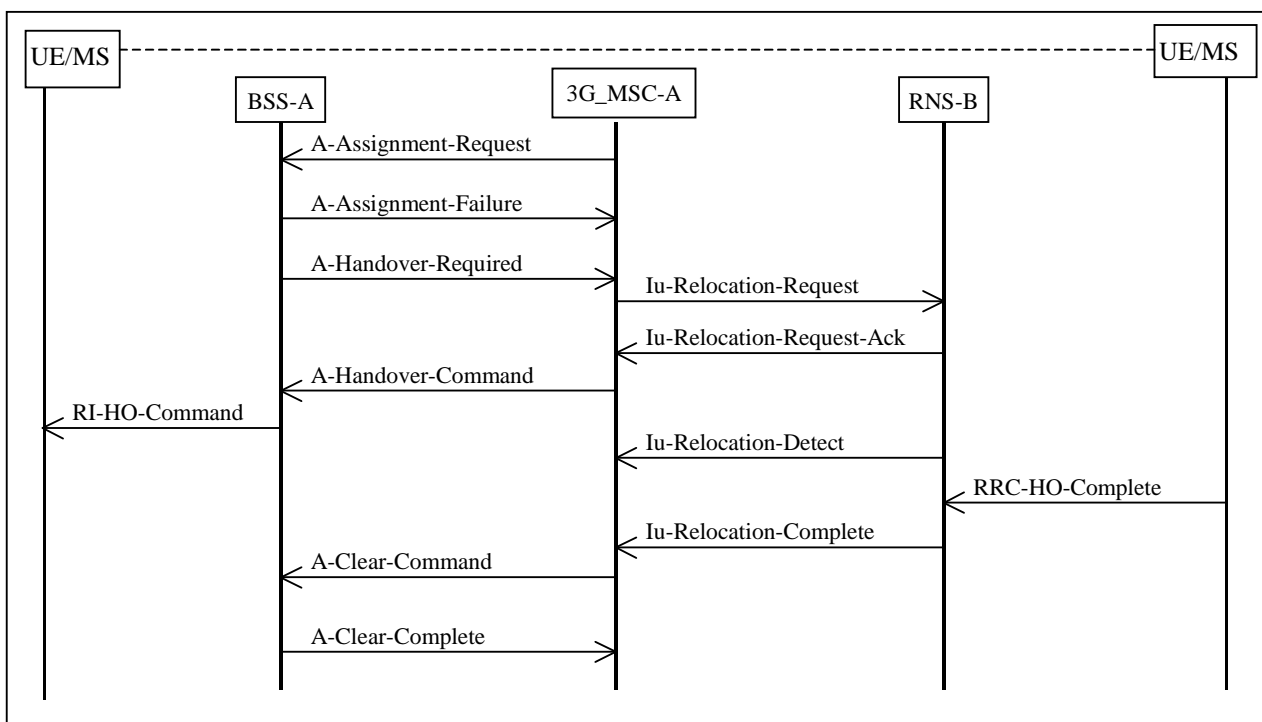 UE/MS
UE/MS
BSS-A
3G_MSC-A
RNS-B
A-Assignment-Request
A-Assignment-Failure
A-Handover-Required
Iu-Relocation-Request
Iu-Relocation-Request-Ack
A-Handover-Command
RI-HO-Command
Iu-Relocation-Detect
RRC-HO-Complete
Iu-Relocation-Complete
A-Clear-Command
A-Clear-Complete